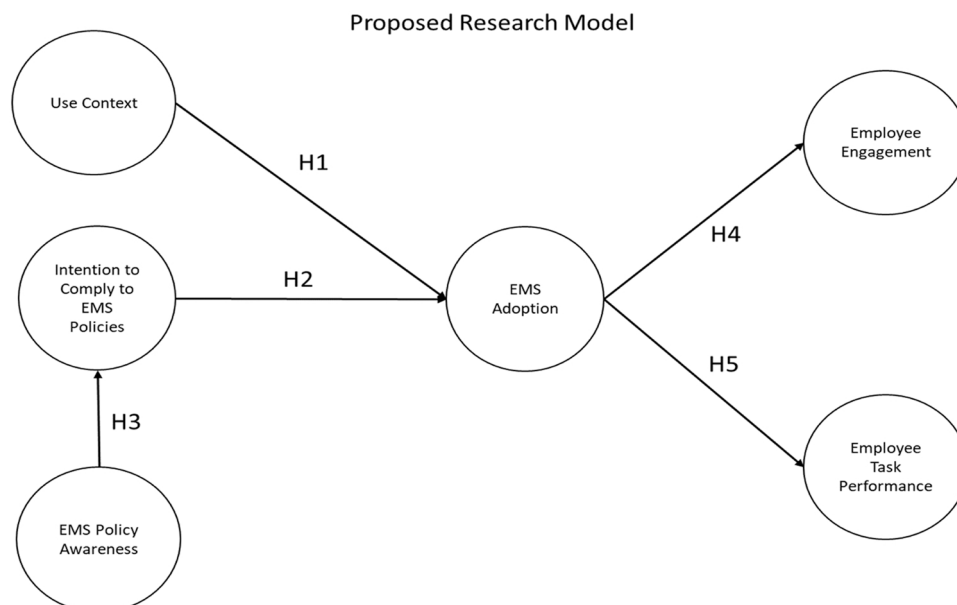 Proposed Research Model
Use Context
H1
Employee
Engagement
H4
Intention to
Comply to
EMS
Policies
H2
EMS
Adoption
H5
H3
Employee
Task
Performance
EMS Policy
Awareness